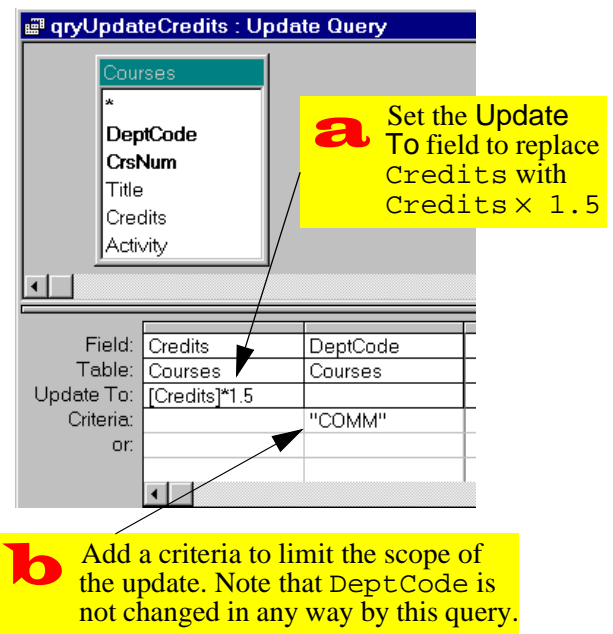 qryUpdateCredits : Update Query
Courses
*
DeptCode
CrsNum
Title
Credits
Activity
a Set the Update
To field to replace
Credits with
Credits × 1.5
Field: Credits DeptCode
Table: Courses Courses
Update To: [Credits]*1.5
Criteria: "COMM"
or:
b Add a criteria to limit the scope of
the update. Note that DeptCode is
not changed in any way by this query.